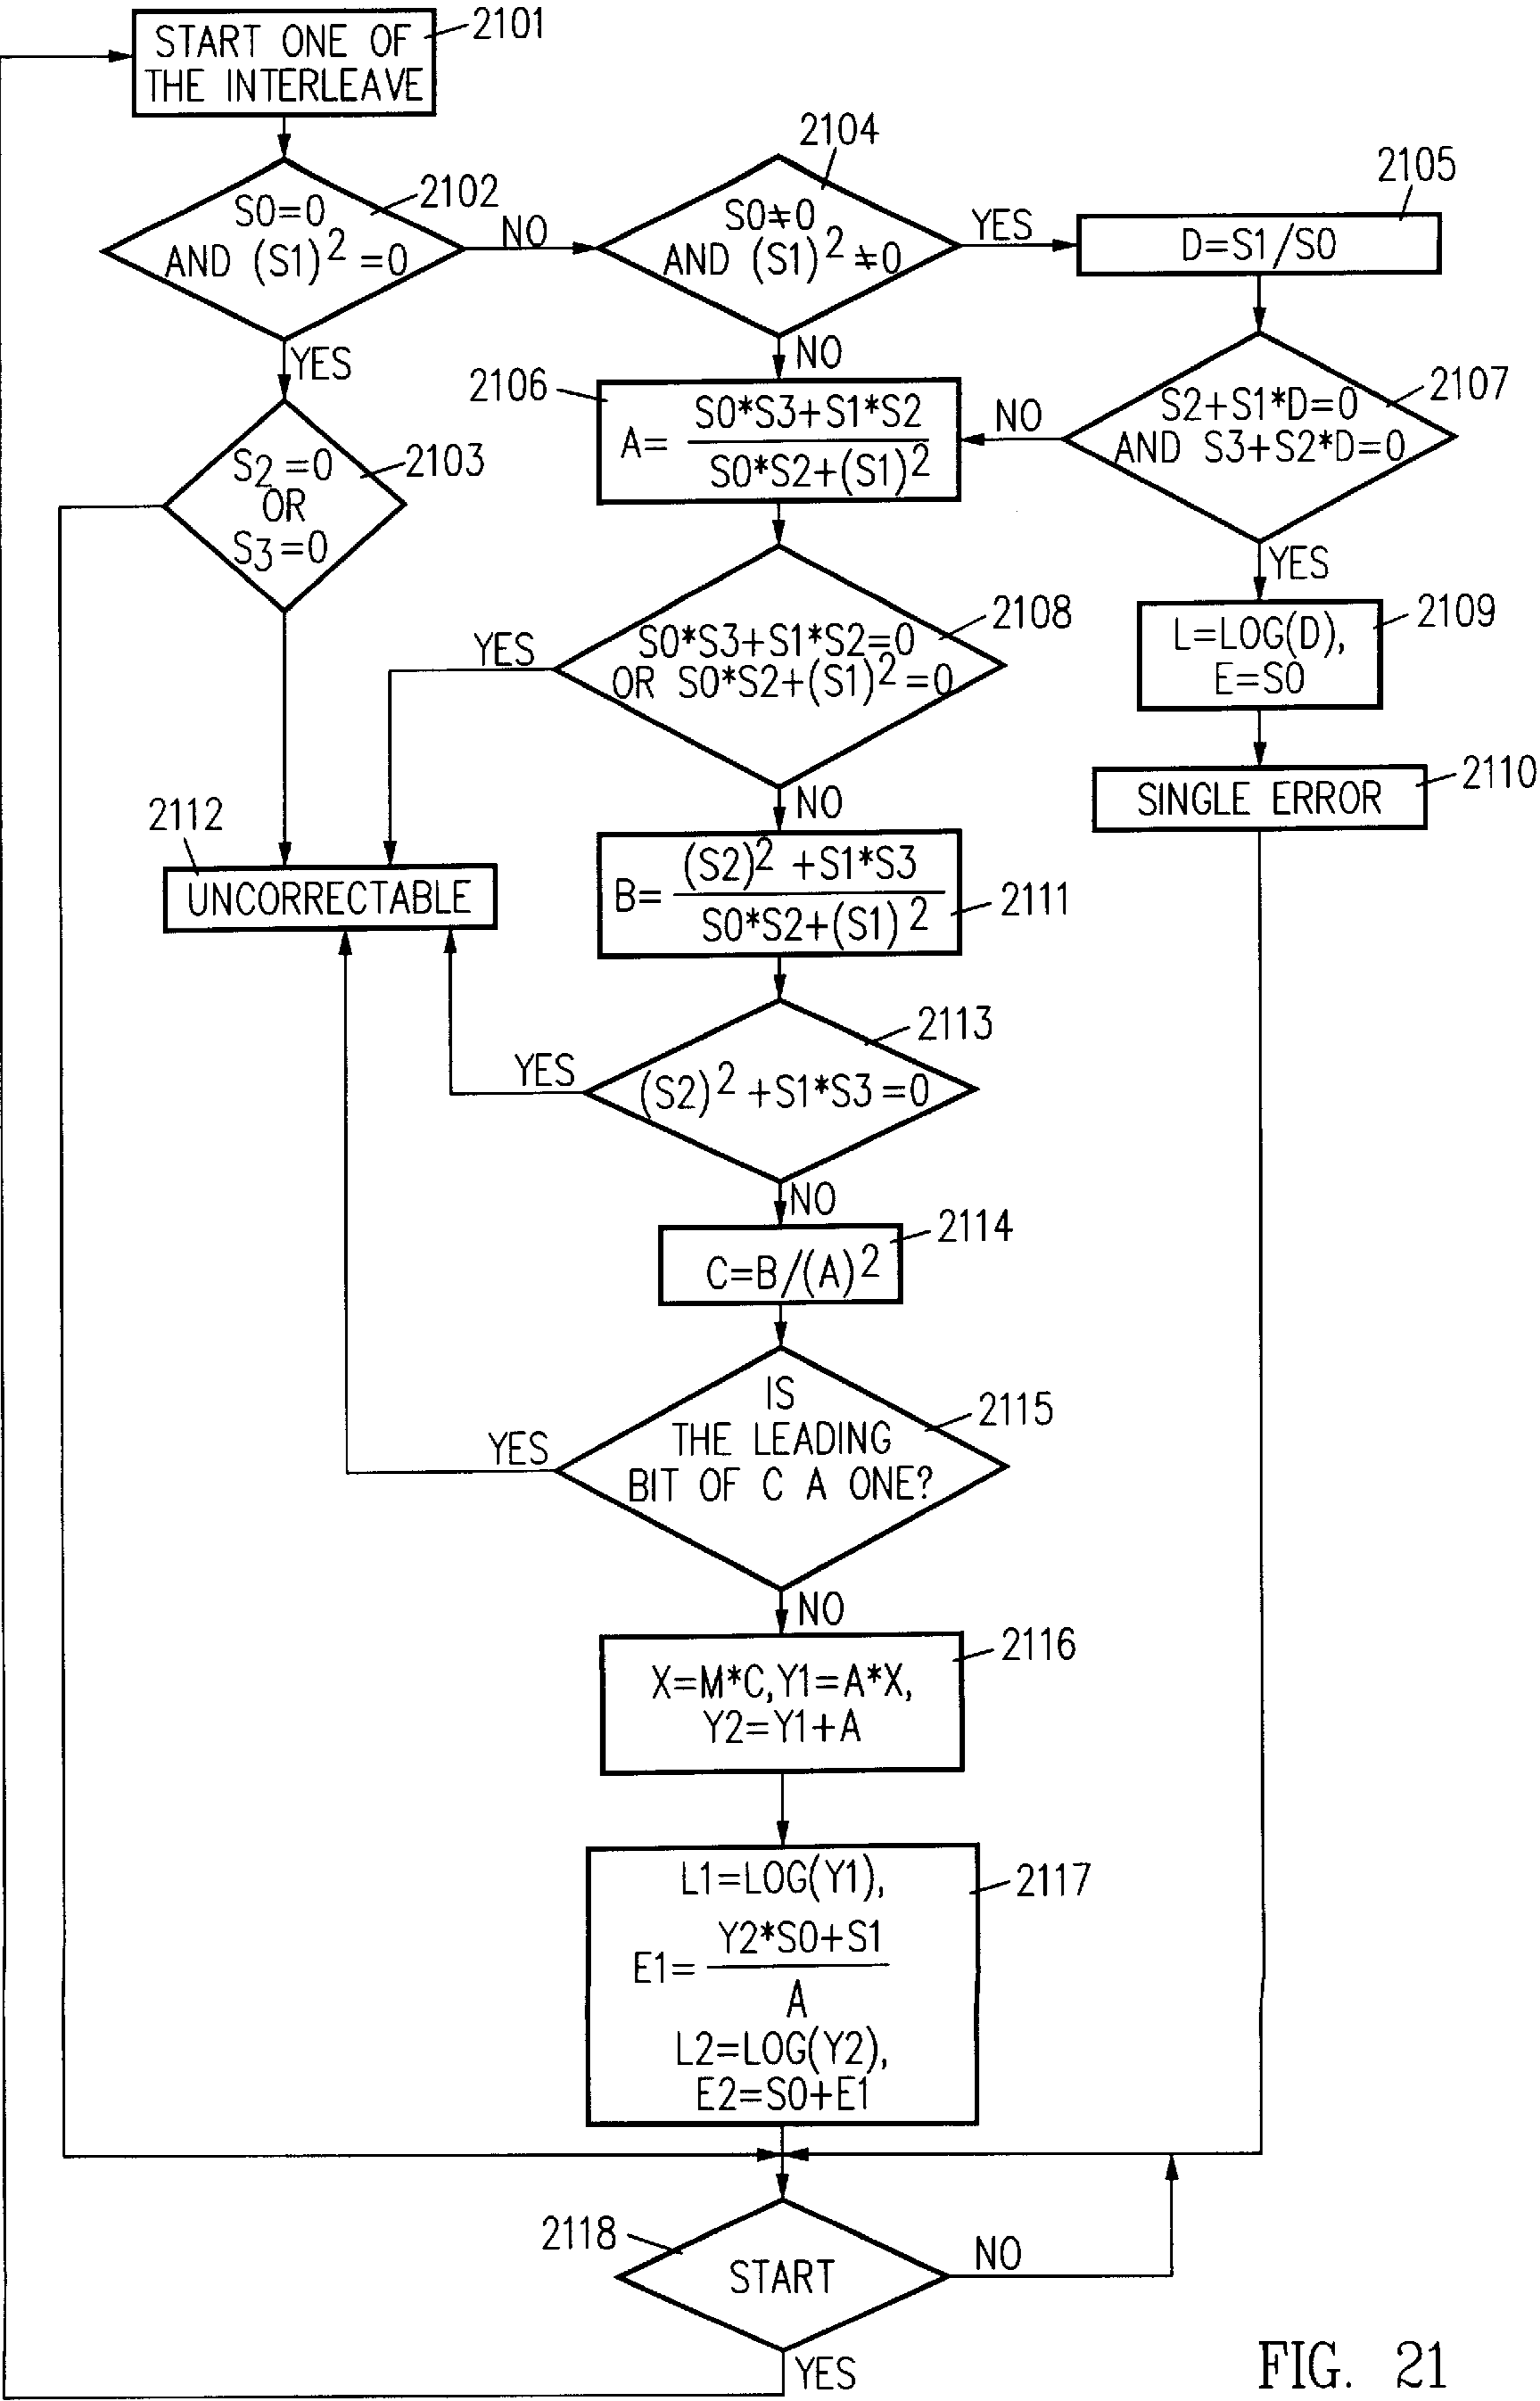 START ONE OF
THE INTERLEAVE
2101
S0=0
AND (S1)² =0
2102
NO
YES
S0≠0
AND (S1)² ≠0
2104
YES
NO
D=S1/S0
2105
S2 =0
OR
S3 =0
2103
2106
A= S0*S3+S1*S2
S0*S2+(S1)²
NO
S2+S1*D=0
AND S3+S2*D=0
2107
YES
S0*S3+S1*S2=0
OR S0*S2+(S1)² =0
2108
YES
NO
L=LOG(D),
E=S0
2109
SINGLE ERROR
2110
2112
UNCORRECTABLE
B= (S2)² +S1*S3
S0*S2+(S1)²
2111
(S2)² +S1*S3=0
2113
YES
NO
C=B/(A)²
2114
IS
THE LEADING
BIT OF C A ONE?
2115
YES
NO
X=M*C,Y1=A*X,
Y2=Y1+A
2116
L1=LOG(Y1),
E1= Y2*S0+S1
A
L2=LOG(Y2),
E2=S0+E1
2117
2118
START
NO
YES
FIG. 21